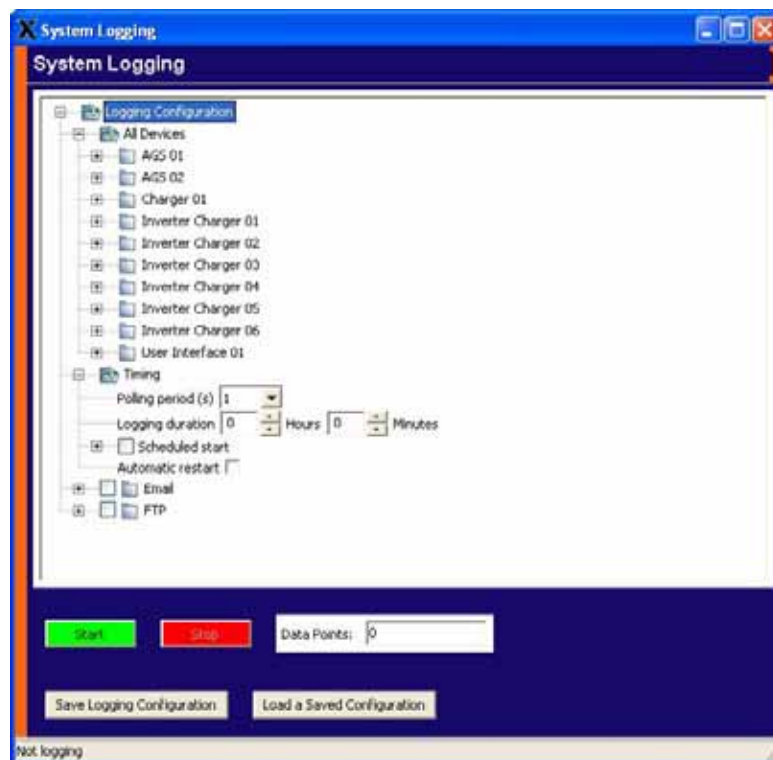 System Logging
System Logging
Logging Configuration
All Devices
AGS 01
AGS 02
Charger 01
Inverter Charger 01
Inverter Charger 02
Inverter Charger 03
Inverter Charger 04
Inverter Charger 05
Inverter Charger 06
User Interface 01
Timing
Polling period (s) 1
Logging duration 0 Hours 0 Minutes
Scheduled start
Automatic restart
Email
FTP
Start Stop Data Points: 0
Save Logging Configuration Load a Saved Configuration
Not logging